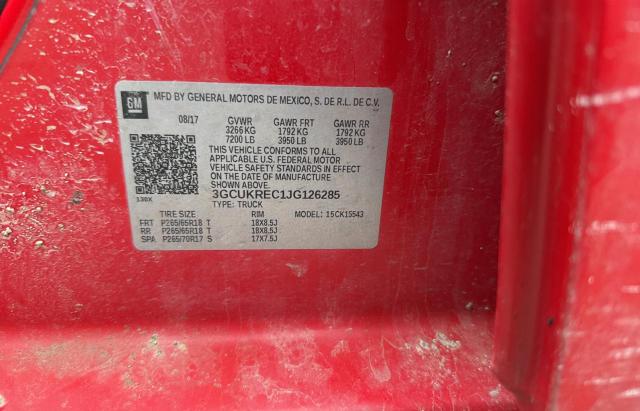 GM
MFD BY GENERAL MOTORS DE MEXICO, S. DE R.L. DE C.V.
08/17 GVWR GAWR FRT GAWR RR
3266 KG 1792 KG 1792 KG
7200 LB 3950 LB 3950 LB
THIS VEHICLE CONFORMS TO ALL
APPLICABLE U.S. FEDERAL MOTOR
VEHICLE SAFETY STANDARDS IN EFFECT
ON THE DATE OF MANUFACTURE
SHOWN ABOVE.
130X 3GCUKREC1JG126285
TYPE: TRUCK
TIRE SIZE RIM MODEL: 15CK15543
FRT P265/65R18 T 18X8.5J
RR P265/65R18 T 18X8.5J
SPA P265/70R17 S 17X7.5J